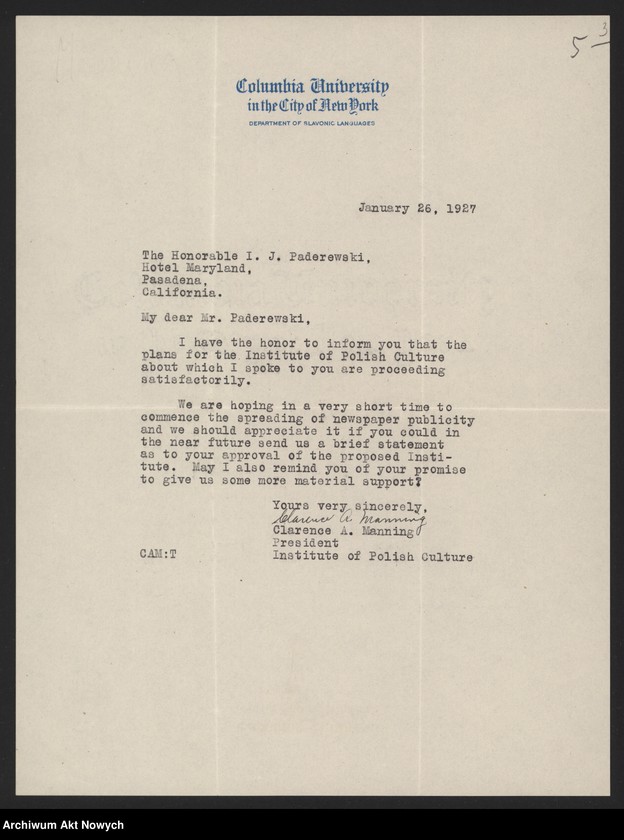 5 3
Columbia University
in the City of New York
DEPARTMENT OF SLAVONIC LANGUAGES
January 26, 1927
The Honorable I. J. Paderewski,
Hotel Maryland,
Pasadena,
California.
My dear Mr. Paderewski,
I have the honor to inform you that the
plans for the Institute of Polish Culture
about which I spoke to you are proceeding
satisfactorily.
We are hoping in a very short time to
commence the spreading of newspaper publicity
and we should appreciate it if you could in
the near future send us a brief statement
as to your approval of the proposed Insti-
tute. May I also remind you of your promise
to give us some more material support?
Yours very sincerely,
Clarence A. Manning
Clarence A. Manning
President
CAM:T Institute of Polish Culture
Archiwum Akt Nowych